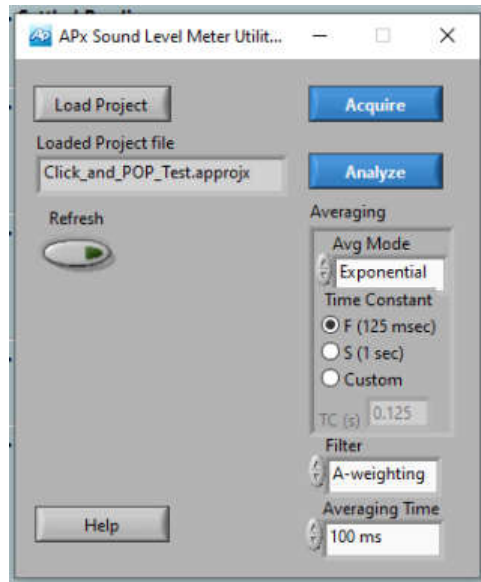 APx Sound Level Meter Utilit...
Load Project
Acquire
Loaded Project file
Click_and_POP_Test.approjx
Analyze
Refresh
Averaging
Avg Mode
Exponential
Time Constant
F (125 msec)
S (1 sec)
Custom
TC (s) 0.125
Filter
A-weighting
Averaging Time
100 ms
Help